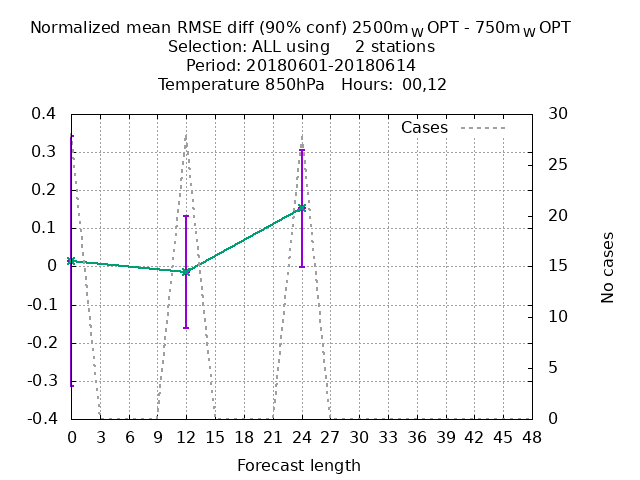 Normalized mean RMSE diff (90% conf) 2500m_W OPT - 750m_W OPT
Selection: ALL using 2 stations
Period: 20180601-20180614
Temperature 850hPa Hours: 00,12
Cases
0.4
0.3
0.2
0.1
0
-0.1
-0.2
-0.3
-0.4
30
25
20
15
10
5
0
No cases
0 3 6 9 12 15 18 21 24 27 30 33 36 39 42 45 48
Forecast length